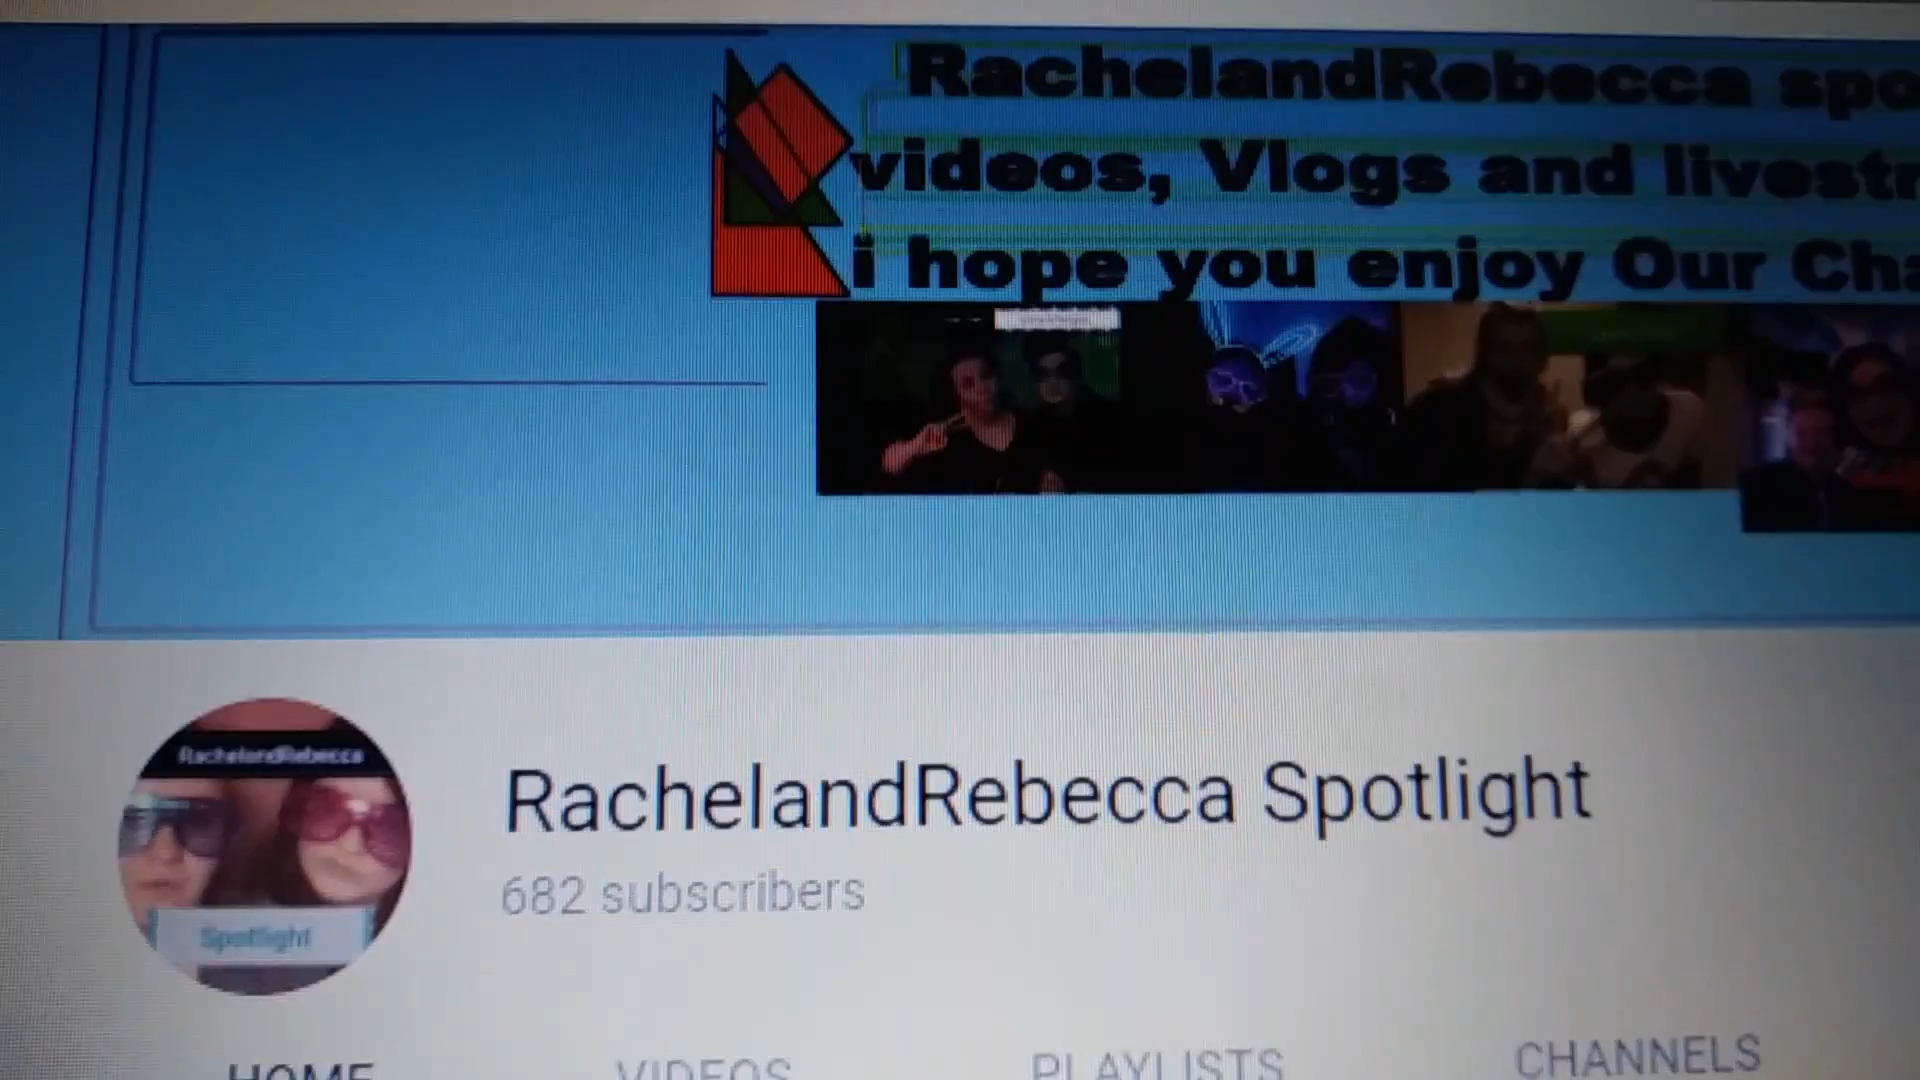 RachelandRebecca spo
videos, Vlogs and livestr
i hope you enjoy Our Cha
RachelandRebecca
RachelandRebecca Spotlight
682 subscribers
Spotlight
HOME VIDEOS PLAYLISTS CHANNELS